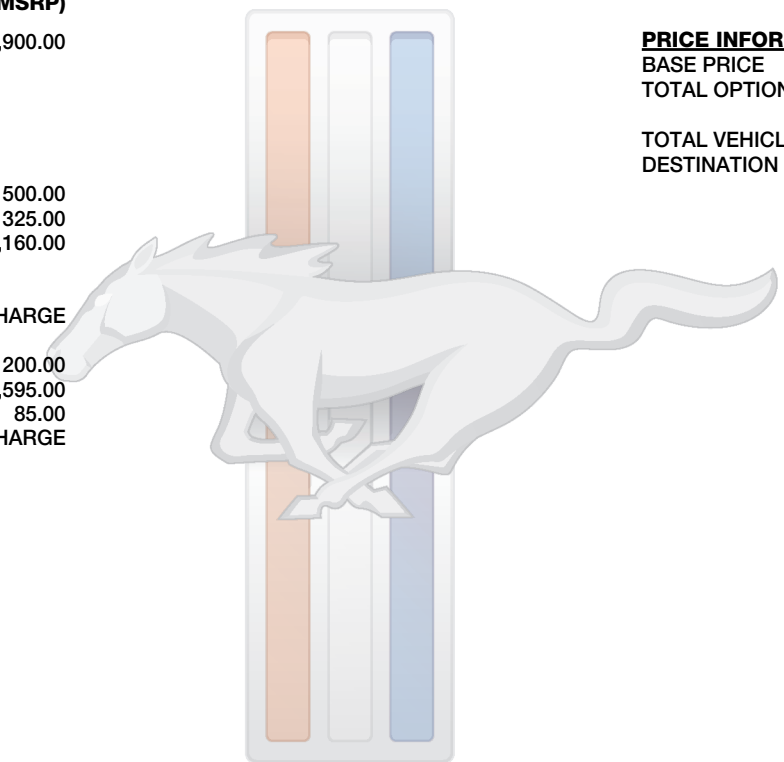 MSRP)
,900.00
500.00
325.00
,160.00
HARGE
200.00
,595.00
85.00
HARGE
PRICE INFOR
BASE PRICE
TOTAL OPTION
TOTAL VEHICL
DESTINATION